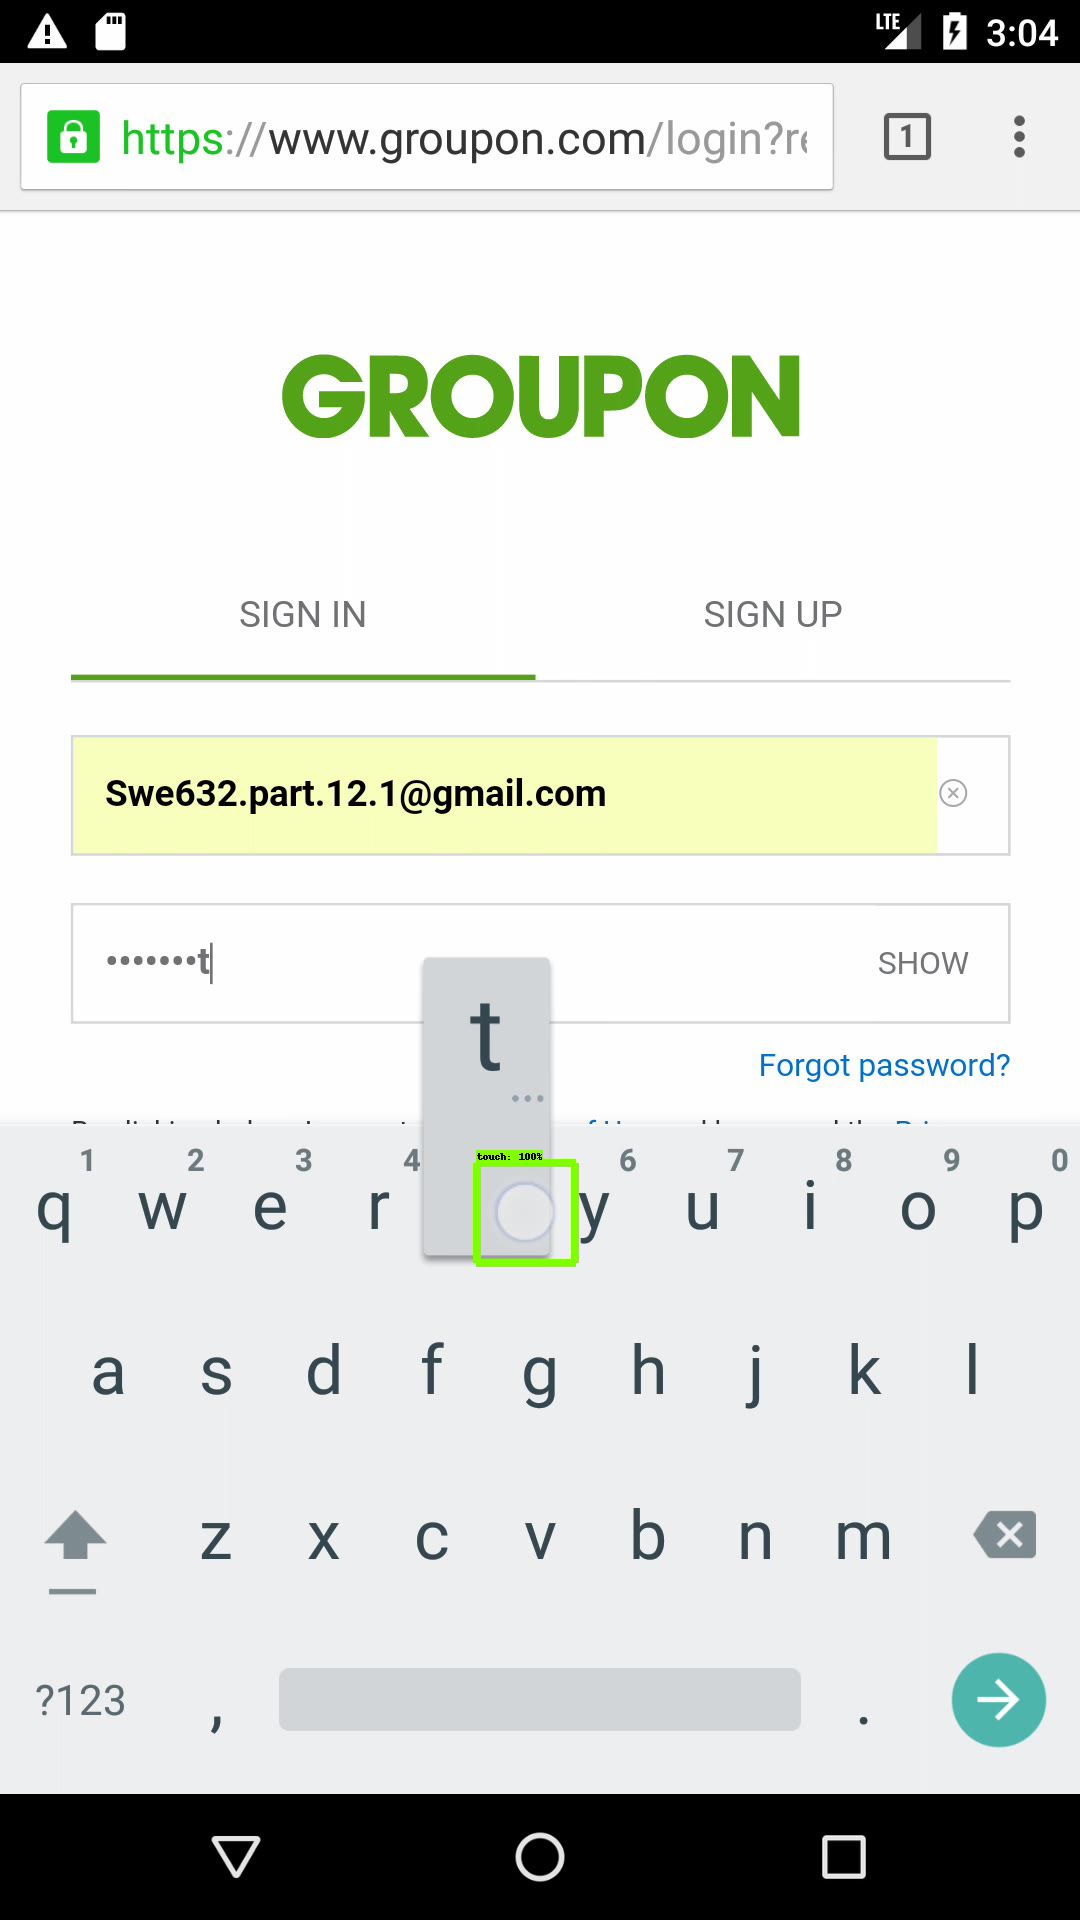 LTE 3:04
https://www.groupon.com/login?re
1
GROUPON
SIGN IN SIGN UP
Swe632.part.12.1@gmail.com
•••••••t SHOW
t
Forgot password?
touch: 100%
1 2 3 4 6 7 8 9 0
q w e r y u i o p
a s d f g h j k l
z x c v b n m
?123 , .